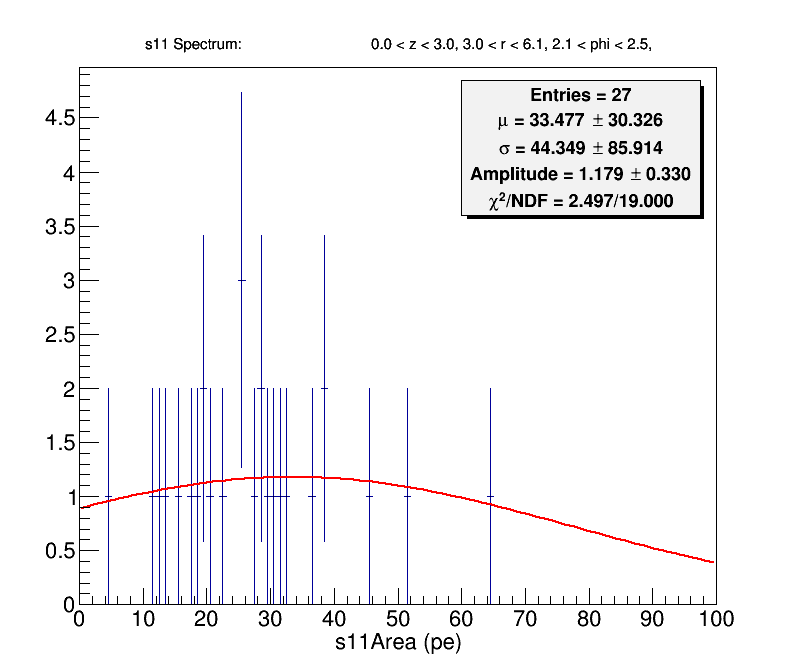 s11 Spectrum: 0.0 < z < 3.0, 3.0 < r < 6.1, 2.1 < phi < 2.5,
Entries = 27
μ = 33.477 ± 30.326
σ = 44.349 ± 85.914
Amplitude = 1.179 ± 0.330
χ²/NDF = 2.497/19.000
4.5
4
3.5
3
2.5
2
1.5
1
0.5
0
0 10 20 30 40 50 60 70 80 90 100
s11Area (pe)